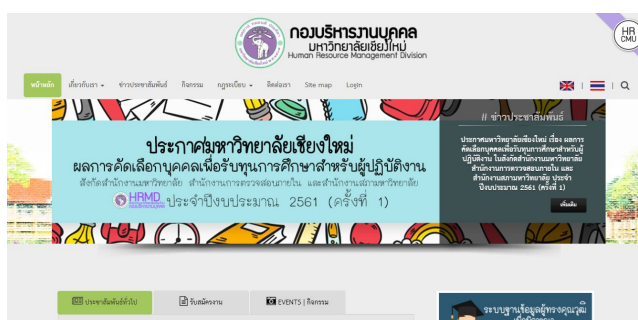 กองบริหารงานบุคคล
มหาวิทยาลัยเชียงใหม่
Human Resource Management Division
HR
CMU
หน้าหลัก เกี่ยวกับเรา ข่าวประชาสัมพันธ์ กิจกรรม กฎระเบียบ ติดต่อเรา Site map Login
// ข่าวประชาสัมพันธ์
ประกาศมหาวิทยาลัยเชียงใหม่
ผลการคัดเลือกบุคคลเพื่อรับทุนการศึกษาสำหรับผู้ปฏิบัติงาน
สังกัดสำนักงานมหาวิทยาลัย สำนักงานการตรวจสอบภายใน และสำนักงานสภามหาวิทยาลัย
HRMD ประจำปีงบประมาณ 2561 (ครั้งที่ 1)
ประกาศมหาวิทยาลัยเชียงใหม่ เรื่อง ผลการ
คัดเลือกบุคคลเพื่อรับทุนการศึกษาสำหรับผู้
ปฏิบัติงาน ในสังกัดสำนักงานมหาวิทยาลัย
สำนักงานการตรวจสอบภายใน และ
สำนักงานสภามหาวิทยาลัย ประจำ
ปีงบประมาณ 2561 (ครั้งที่ 1)
เพิ่มเติม
ประชาสัมพันธ์ทั่วไป รับสมัครงาน EVENTS | กิจกรรม
ระบบฐานข้อมูลผู้ทรงคุณวุฒิ